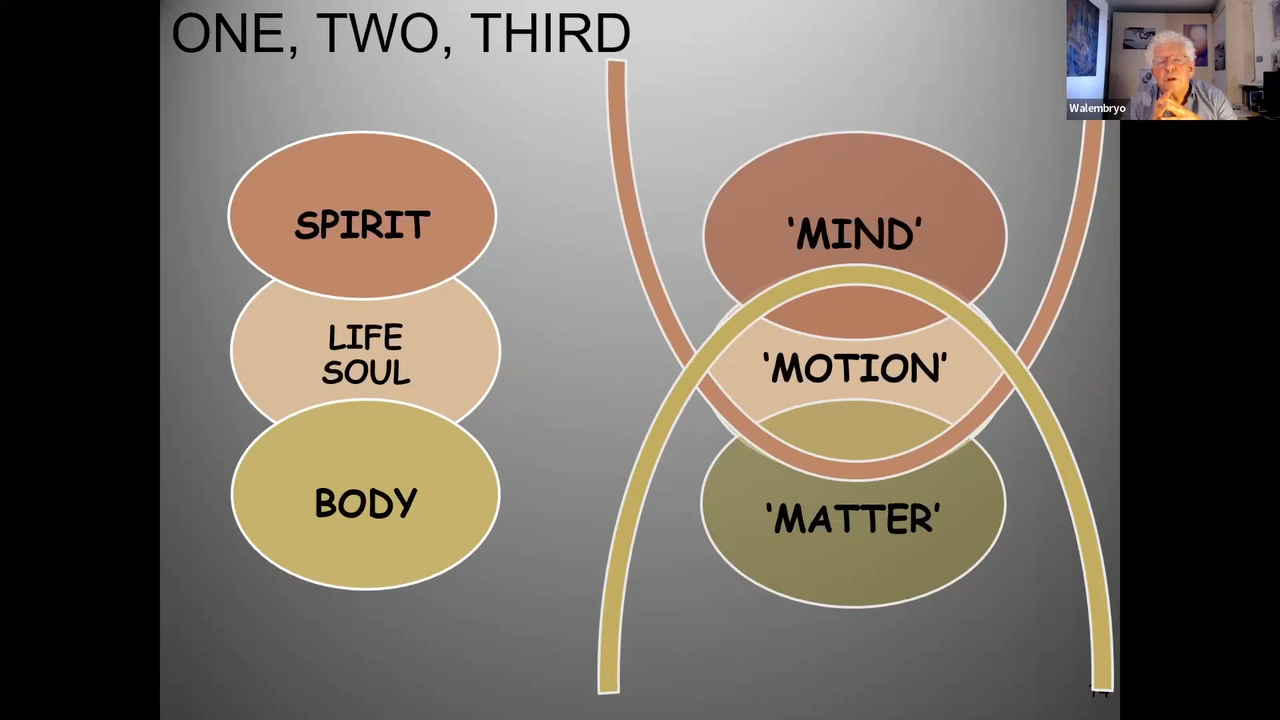 ONE, TWO, THIRD
Walembryo
SPIRIT
LIFE
SOUL
BODY
‘MIND’
‘MOTION’
‘MATTER’